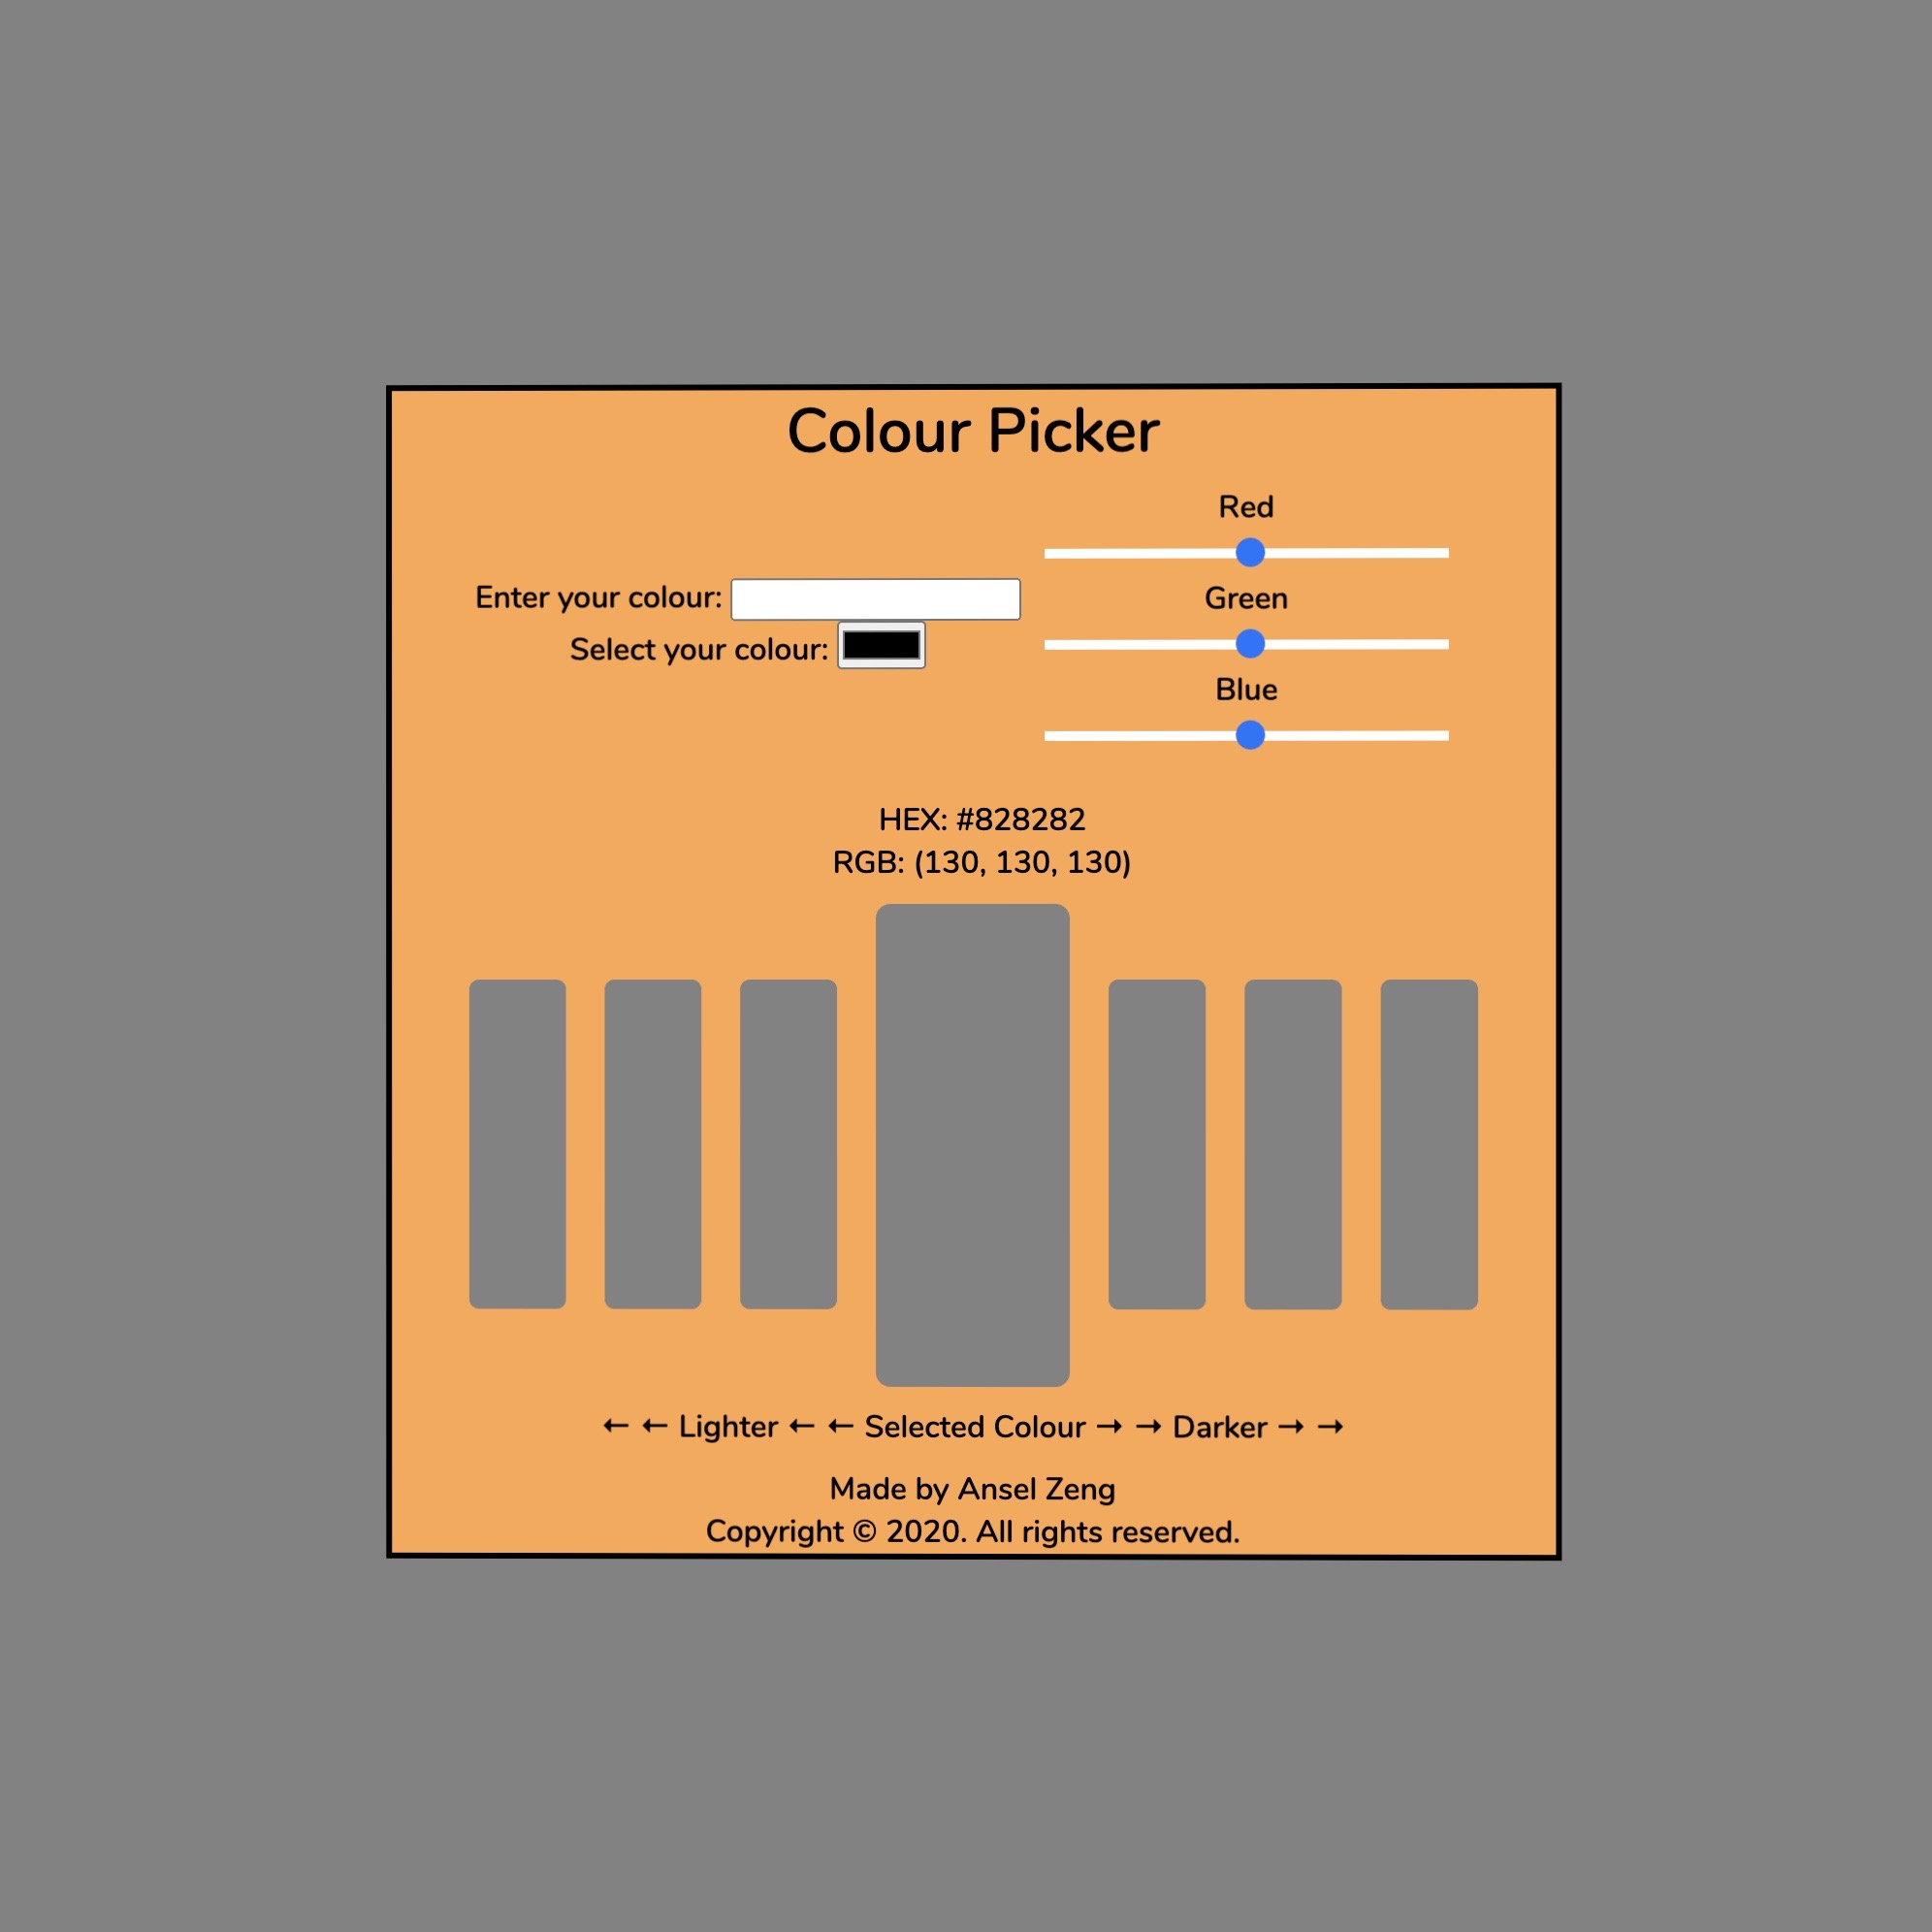 Colour Picker
Enter your colour:
Select your colour:
Red
Green
Blue
HEX: #828282
RGB: (130, 130, 130)
← ← Lighter ← ← Selected Colour → → Darker → →
Made by Ansel Zeng
Copyright © 2020. All rights reserved.